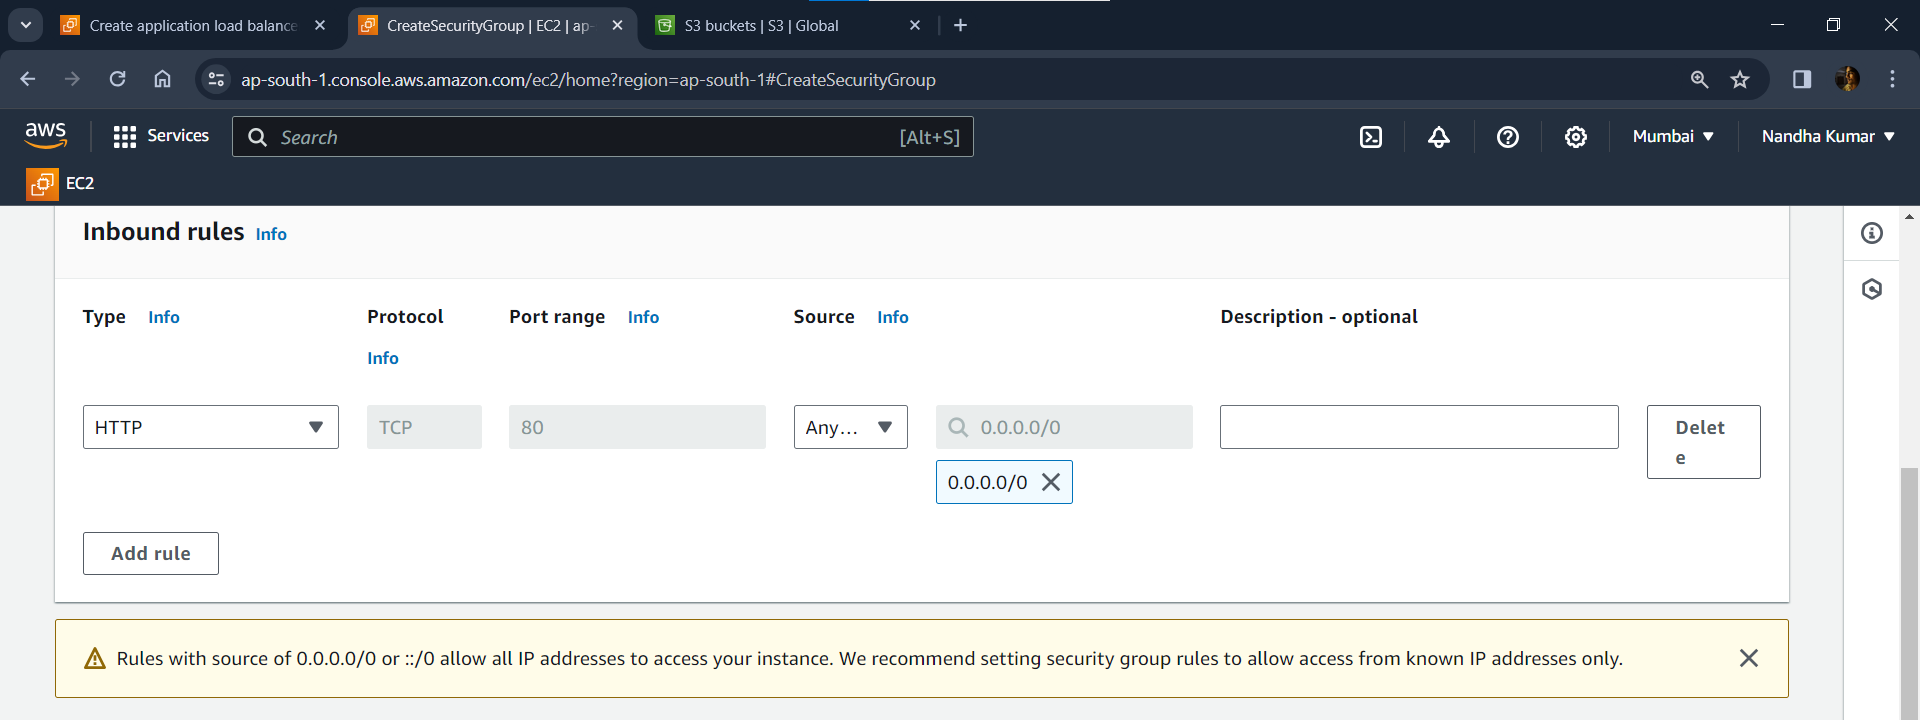 Create application load balance
CreateSecurityGroup | EC2 | ap-
S3 buckets | S3 | Global
ap-south-1.console.aws.amazon.com/ec2/home?region=ap-south-1#CreateSecurityGroup
aws
Services
Search
[Alt+S]
Mumbai
Nandha Kumar
EC2
Inbound rules Info
Type Info
Protocol
Info
Port range Info
Source Info
Description - optional
HTTP
TCP
80
Any...
0.0.0.0/0
0.0.0.0/0
Delet
e
Add rule
Rules with source of 0.0.0.0/0 or ::/0 allow all IP addresses to access your instance. We recommend setting security group rules to allow access from known IP addresses only.